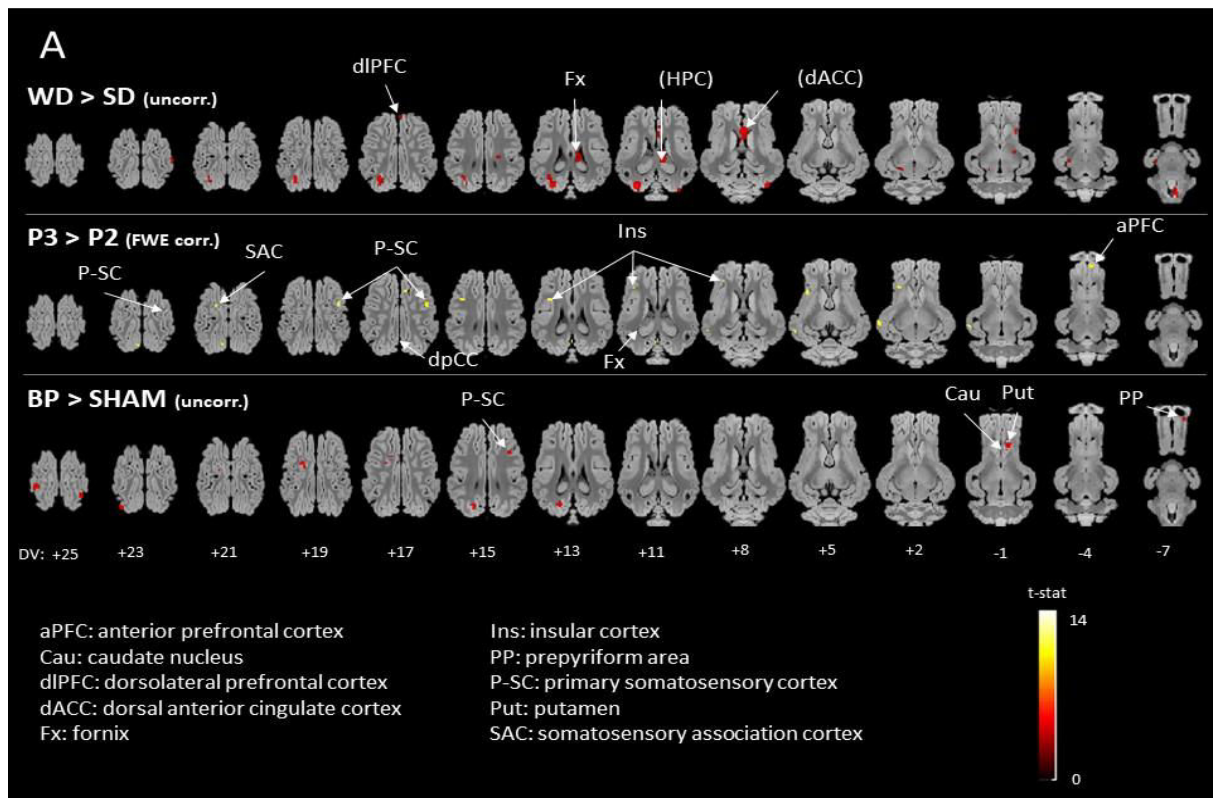 A
dlPFC
Fx
(HPC)
(dACC)
WD > SD (uncorr.)
P3 > P2 (FWE corr.)
P-SC
SAC
P-SC
Ins
aPFC
dpCC
Fx
BP > SHAM (uncorr.)
P-SC
Cau
Put
PP
DV: +25 +23 +21 +19 +17 +15 +13 +11 +8 +5 +2 -1 -4 -7
t-stat
14
0
aPFC: anterior prefrontal cortex
Cau: caudate nucleus
dlPFC: dorsolateral prefrontal cortex
dACC: dorsal anterior cingulate cortex
Fx: fornix
Ins: insular cortex
PP: prepyriform area
P-SC: primary somatosensory cortex
Put: putamen
SAC: somatosensory association cortex